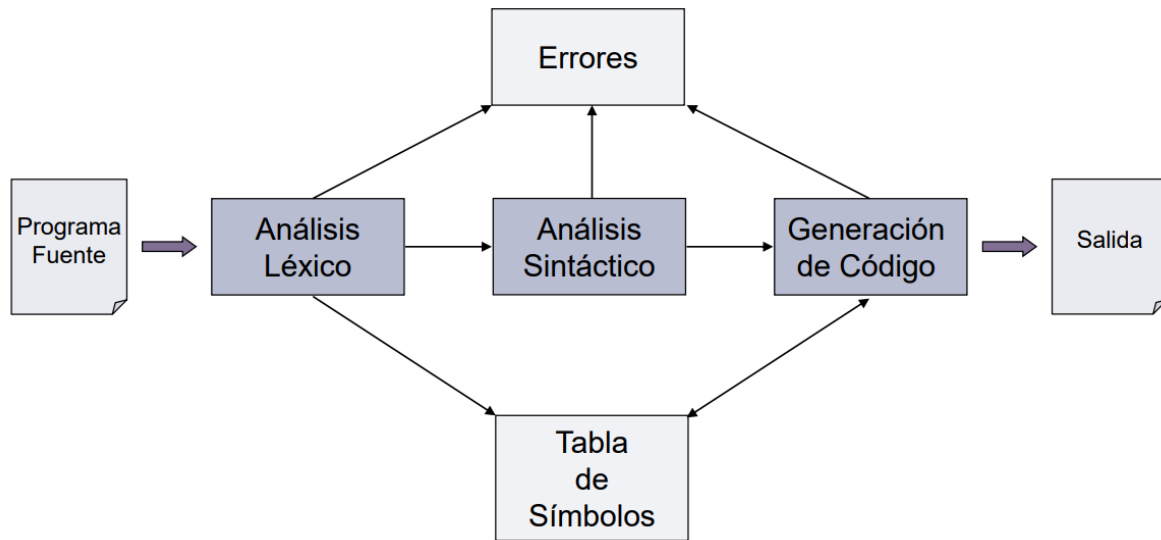 Errores
Programa
Fuente
Análisis
Léxico
Análisis
Sintáctico
Generación
de Código
Salida
Tabla
de
Símbolos